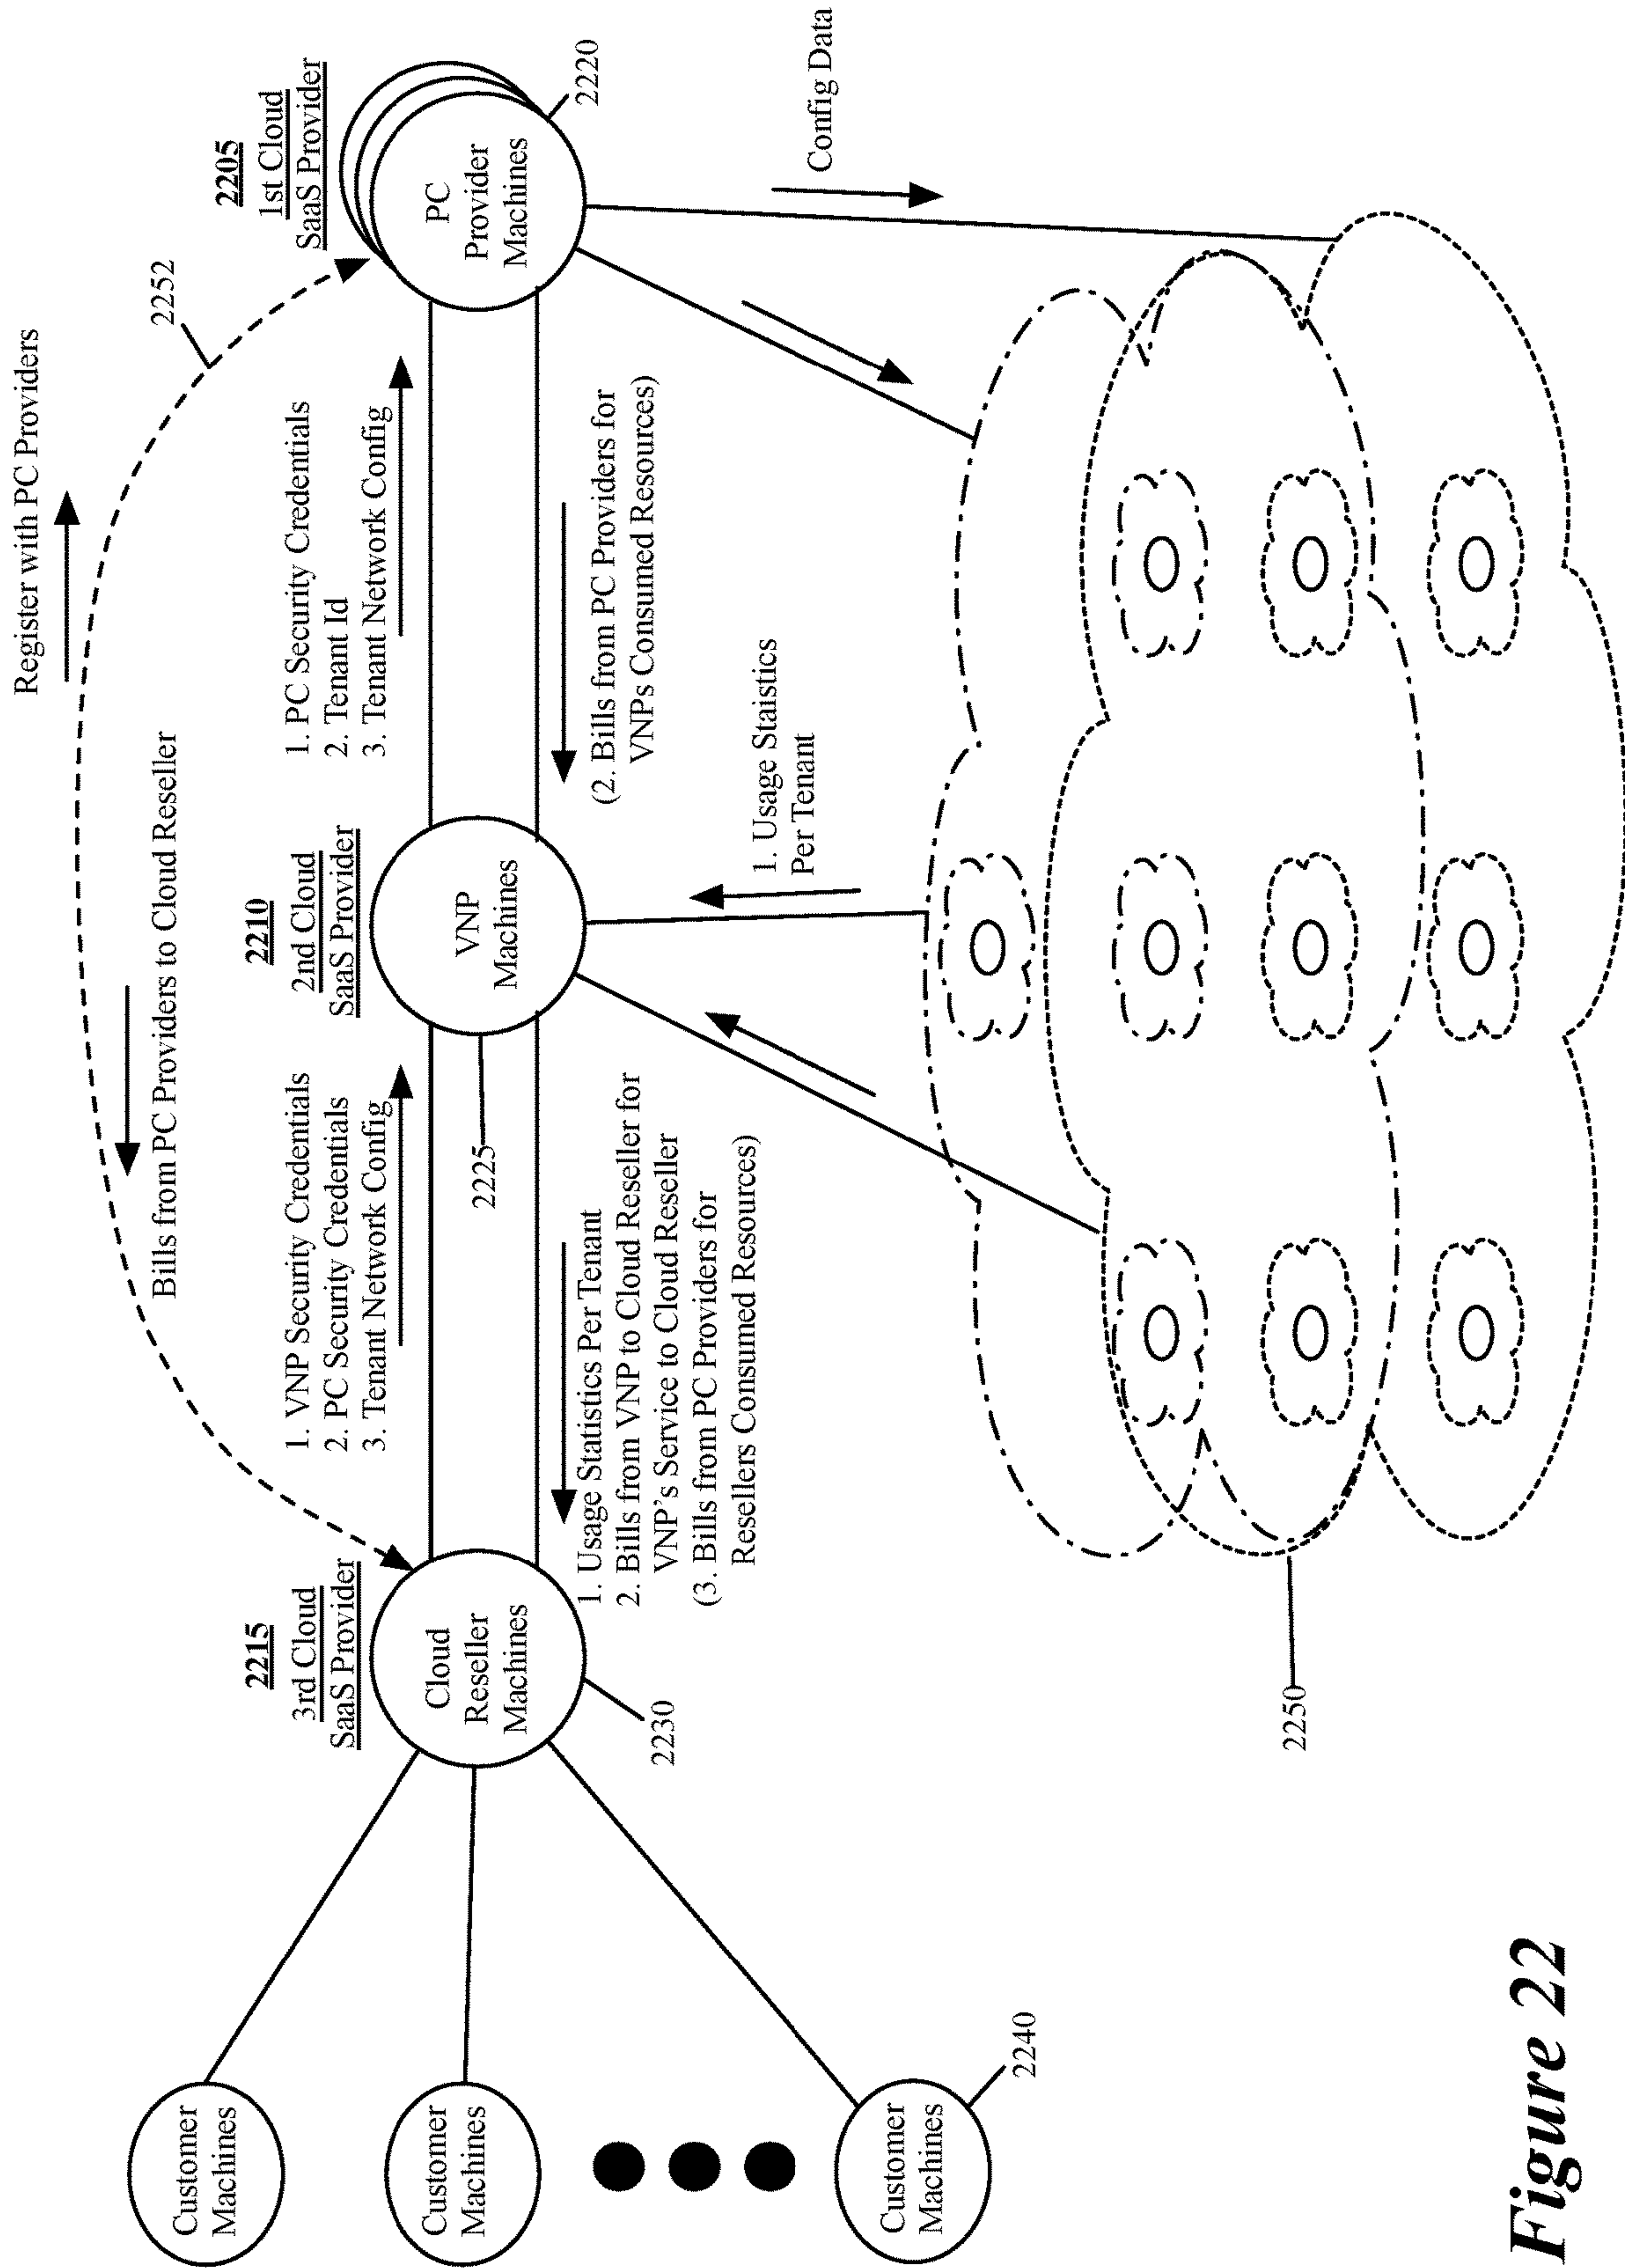 Register with PC Providers
2252
Bills from PC Providers to Cloud Reseller
2215
3rd Cloud
SaaS Provider
2210
2nd Cloud
SaaS Provider
2205
1st Cloud
SaaS Provider
Customer
Machines
Customer
Machines
Customer
Machines
2240
Cloud
Reseller
Machines
2230
1. VNP Security Credentials
2. PC Security Credentials
3. Tenant Network Config
1. Usage Statistics Per Tenant
2. Bills from VNP to Cloud Reseller for
VNP's Service to Cloud Reseller
(3. Bills from PC Providers for
Resellers Consumed Resources)
VNP
Machines
2225
1. PC Security Credentials
2. Tenant Id
3. Tenant Network Config
(2. Bills from PC Providers for
VNPs Consumed Resources)
PC
Provider
Machines
2220
1. Usage Staistics
Per Tenant
Config Data
2250
Figure 22